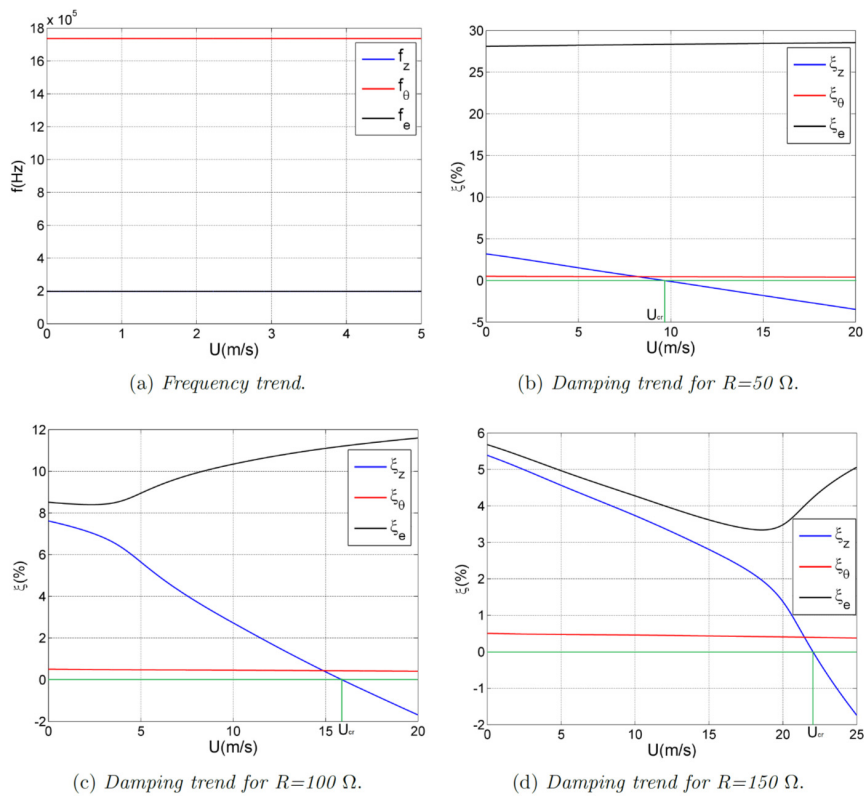 x 10⁵
18
16
14
12
10
8
6
4
2
0
f(Hz)
0 1 2 3 4 5
U(m/s)
f_z
f_θ
f_e
(a) Frequency trend.
30
25
20
15
10
5
0
-5
ξ(%)
0 5 10 15 20
U(m/s)
ξ_z
ξ_θ
ξ_e
U_cr
(b) Damping trend for R=50 Ω.
12
10
8
6
4
2
0
-2
ξ(%)
0 5 10 15 20
U(m/s)
ξ_z
ξ_θ
ξ_e
U_cr
(c) Damping trend for R=100 Ω.
6
5
4
3
2
1
0
-1
-2
ξ(%)
0 5 10 15 20 25
U(m/s)
ξ_z
ξ_θ
ξ_e
U_cr
(d) Damping trend for R=150 Ω.